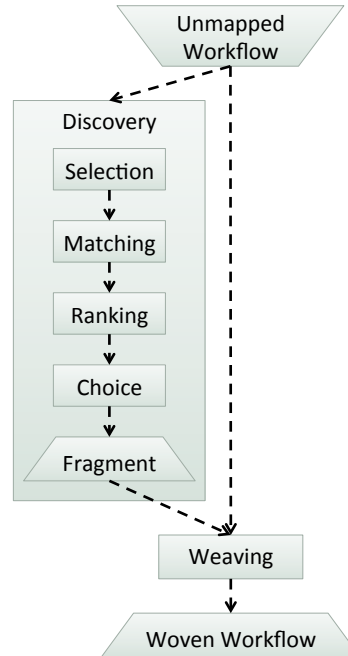 Unmapped
Workflow
Discovery
Selection
Matching
Ranking
Choice
Fragment
Weaving
Woven Workflow